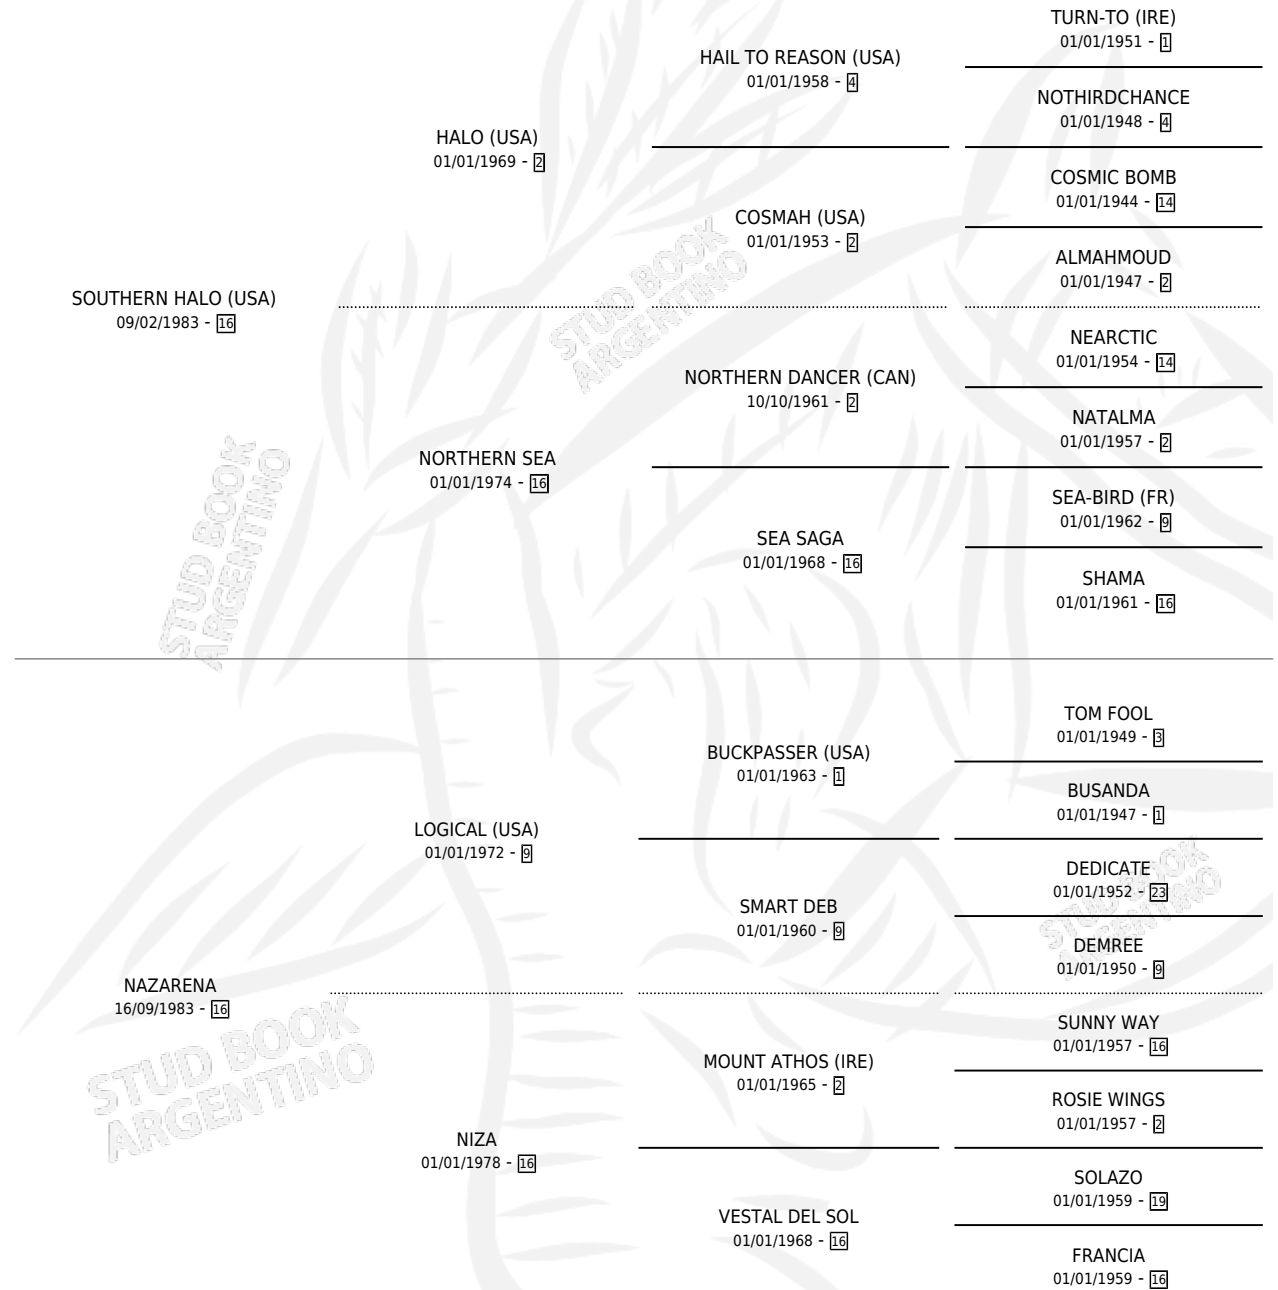 TURN-TO (IRE)
01/01/1951 - 1
HAIL TO REASON (USA)
01/01/1958 - 4
NOTHIRDCHANCE
01/01/1948 - 4
HALO (USA)
01/01/1969 - 2
COSMIC BOMB
01/01/1944 - 14
COSMAH (USA)
01/01/1953 - 2
ALMAHMOUD
01/01/1947 - 2
SOUTHERN HALO (USA)
09/02/1983 - 16
STUD BOOK
ARGENTINO
NEARCTIC
01/01/1954 - 14
NORTHERN DANCER (CAN)
10/10/1961 - 2
NATALMA
01/01/1957 - 2
NORTHERN SEA
01/01/1974 - 16
SEA-BIRD (FR)
01/01/1962 - 9
SEA SAGA
01/01/1968 - 16
SHAMA
01/01/1961 - 16
STUD BOOK
ARGENTINO
TOM FOOL
01/01/1949 - 3
BUCKPASSER (USA)
01/01/1963 - 1
BUSANDA
01/01/1947 - 1
LOGICAL (USA)
01/01/1972 - 9
DEDICATE
01/01/1952 - 23
SMART DEB
01/01/1960 - 9
STUD BOOK
ARGENTINO
DEMREE
01/01/1950 - 9
NAZARENA
16/09/1983 - 16
SUNNY WAY
01/01/1957 - 16
MOUNT ATHOS (IRE)
01/01/1965 - 2
STUD BOOK
ARGENTINO
ROSIE WINGS
01/01/1957 - 2
NIZA
01/01/1978 - 16
SOLAZO
01/01/1959 - 19
VESTAL DEL SOL
01/01/1968 - 16
FRANCIA
01/01/1959 - 16